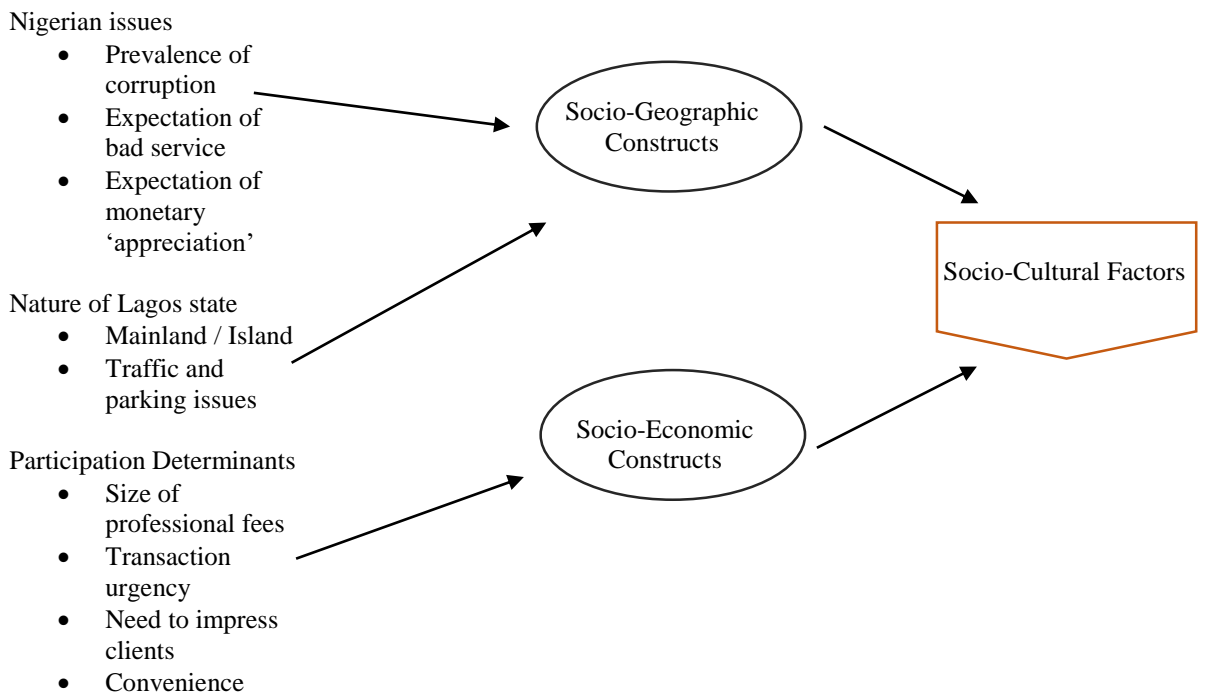 Nigerian issues
• Prevalence of
corruption
• Expectation of
bad service
• Expectation of
monetary
‘appreciation’
Nature of Lagos state
• Mainland / Island
• Traffic and
parking issues
Participation Determinants
• Size of
professional fees
• Transaction
urgency
• Need to impress
clients
• Convenience
Socio-Geographic
Constructs
Socio-Economic
Constructs
Socio-Cultural Factors